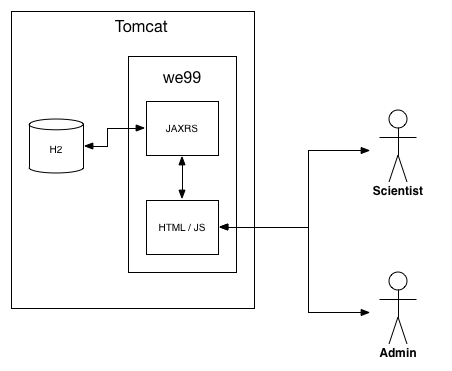 Tomcat
we99
JAXRS
H2
HTML / JS
Scientist
Admin